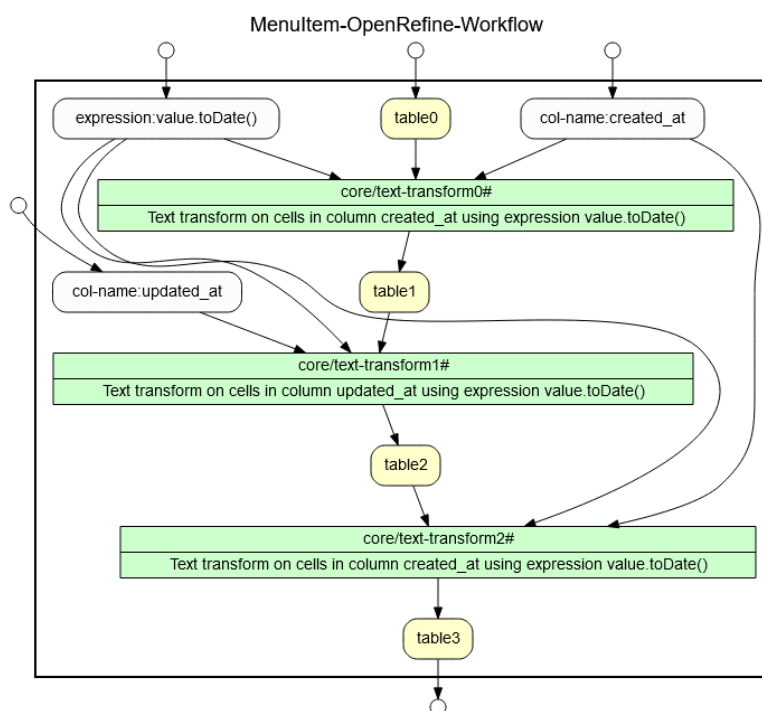 MenuItem-OpenRefine-Workflow
expression:value.toDate()
table0
col-name:created_at
core/text-transform0#
Text transform on cells in column created_at using expression value.toDate()
col-name:updated_at
table1
core/text-transform1#
Text transform on cells in column updated_at using expression value.toDate()
table2
core/text-transform2#
Text transform on cells in column created_at using expression value.toDate()
table3